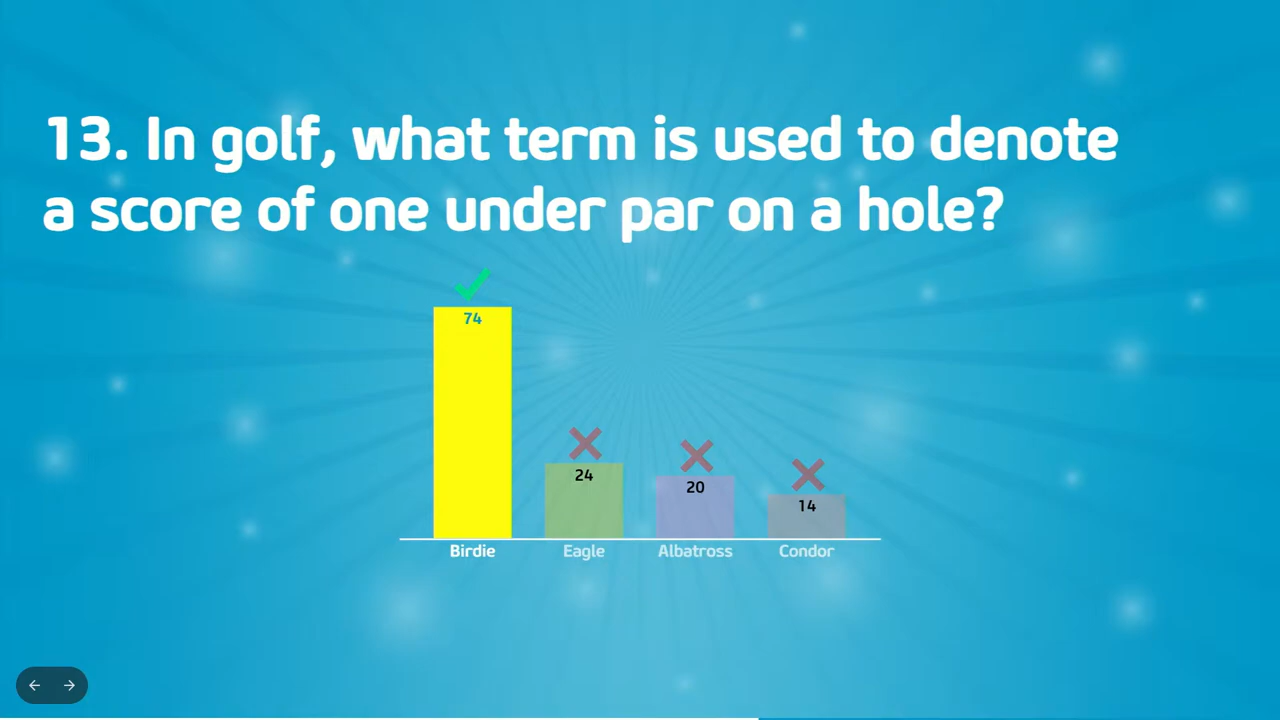 13. In golf, what term is used to denote
a score of one under par on a hole?
74
24
20
14
Birdie Eagle Albatross Condor